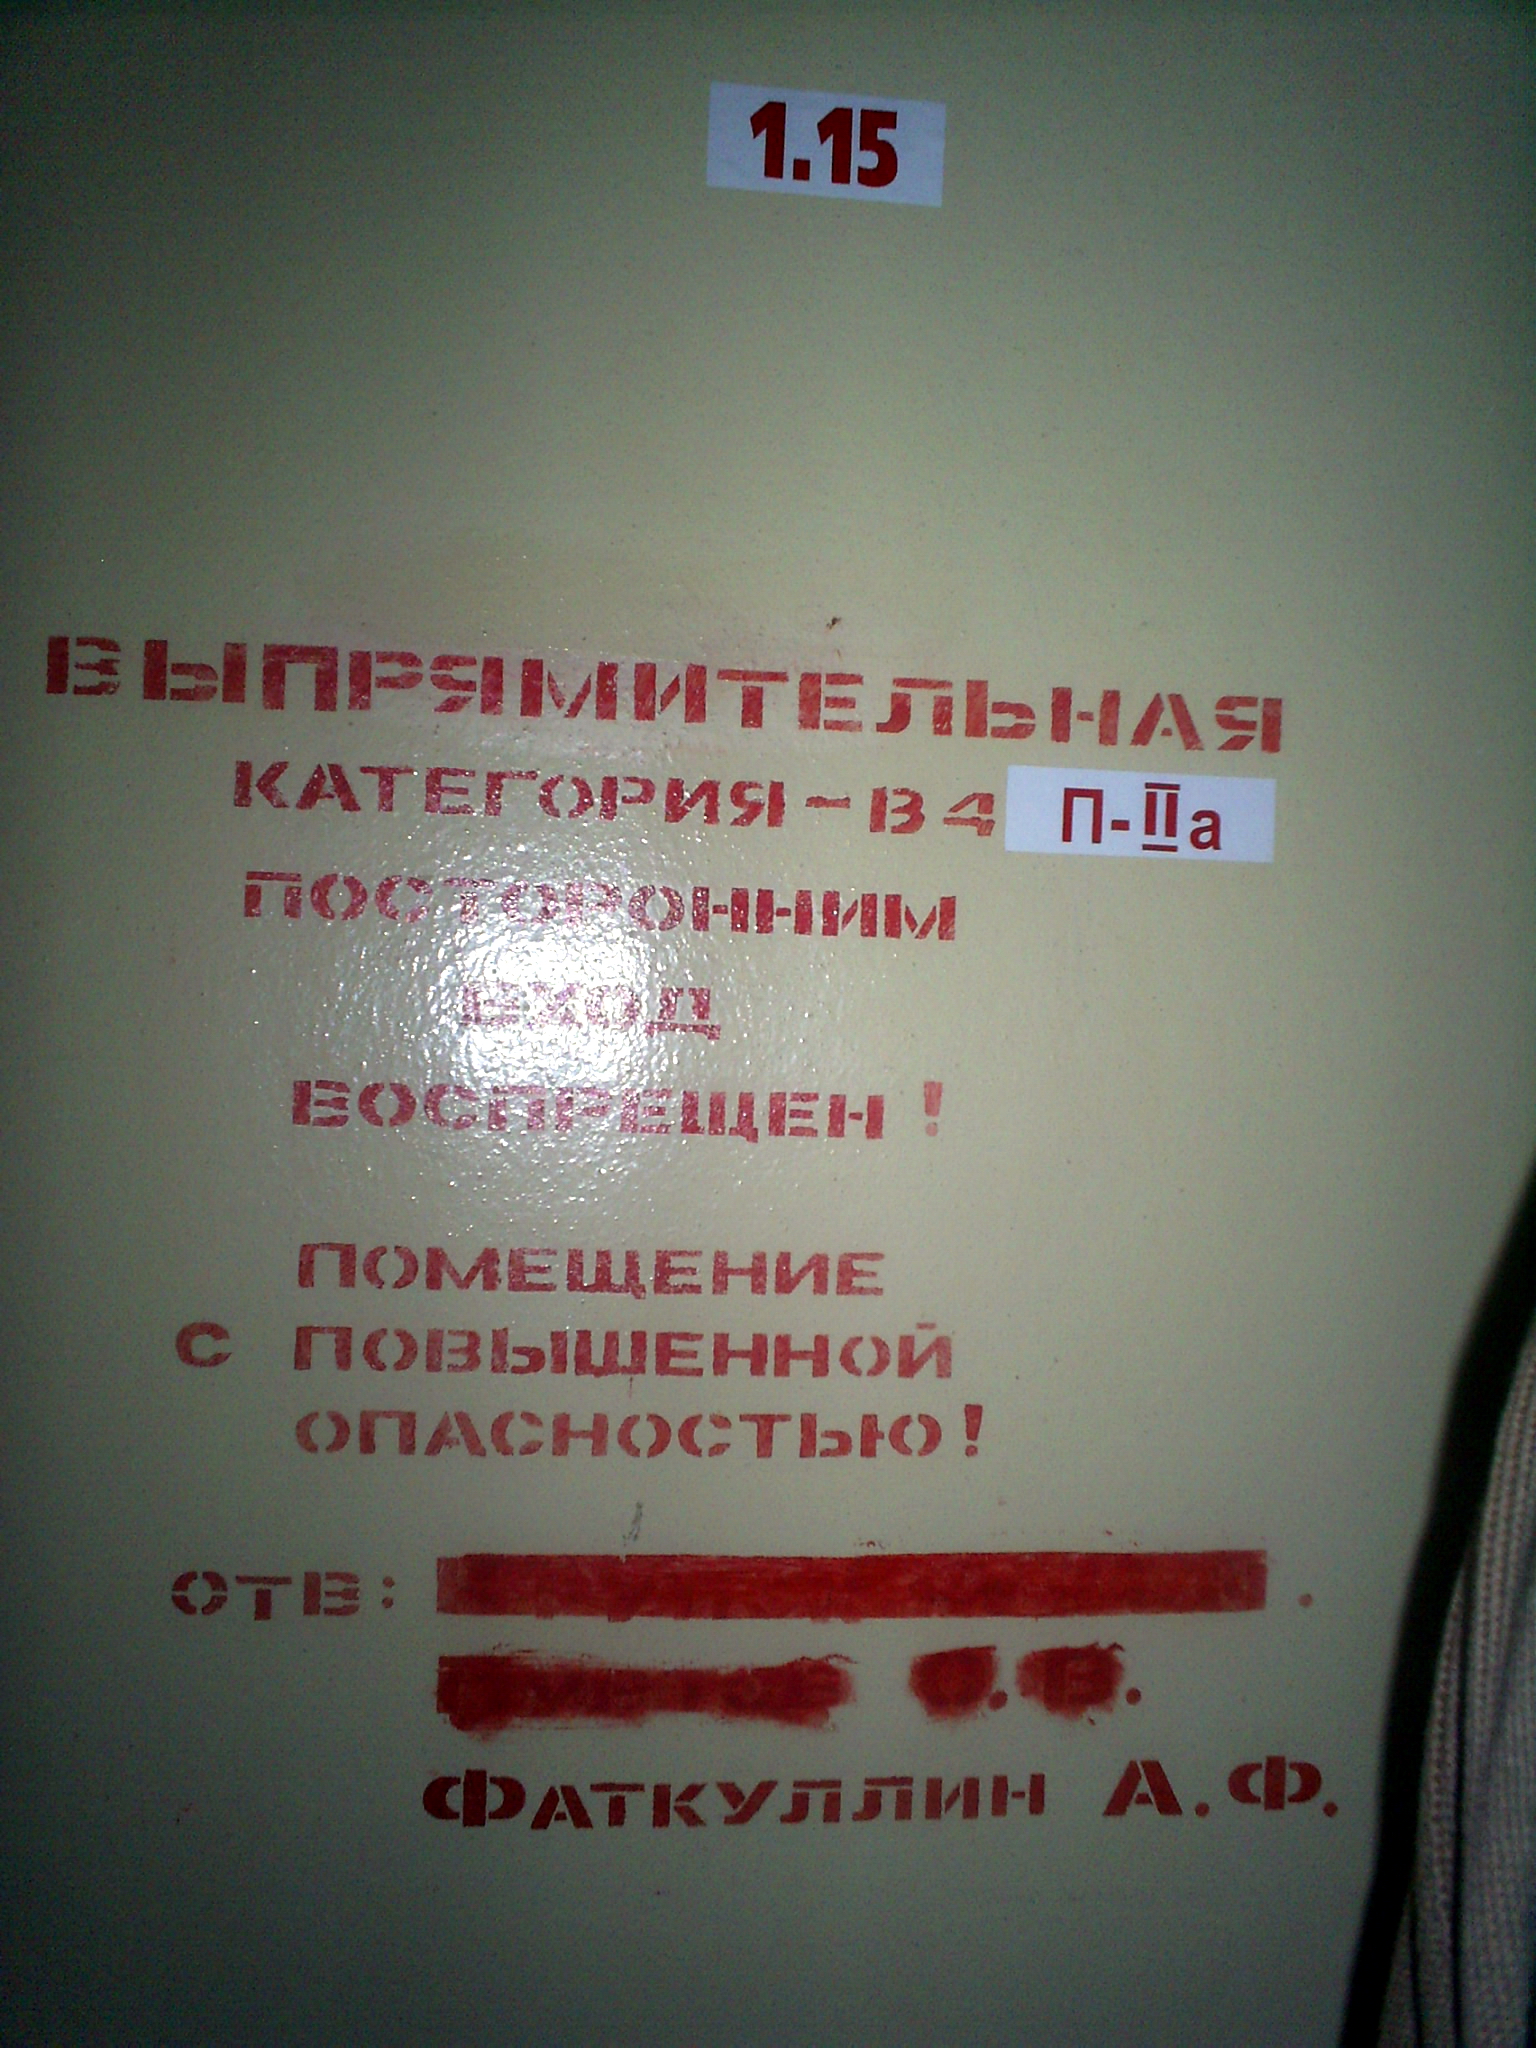 1.15
ВЫПРЯМИТЕЛЬНАЯ
КАТЕГОРИЯ-В4 П-IIа
ПОСТОРОННИМ
ВХОД
ВОСПРЕЩЕН!
ПОМЕЩЕНИЕ
С ПОВЫШЕННОЙ
ОПАСНОСТЬЮ!
ОТВ:
ФАТКУЛЛИН А.Ф.